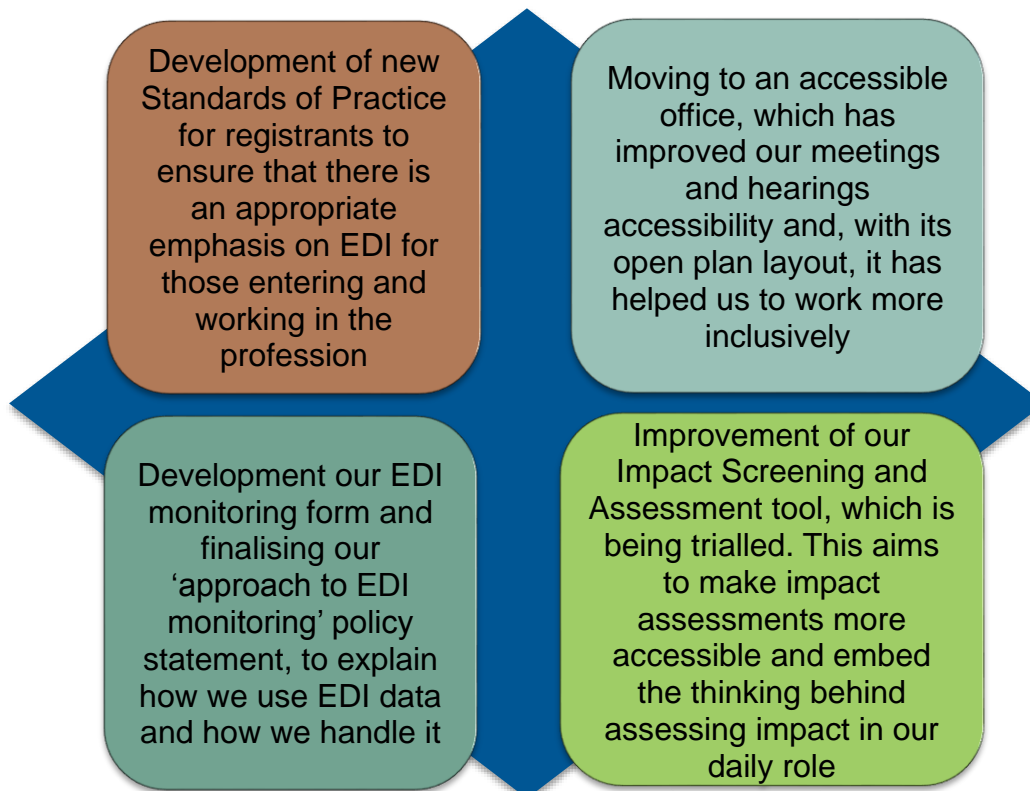 Development of new
Standards of Practice
for registrants to
ensure that there is
an appropriate
emphasis on EDI for
those entering and
working in the
profession
Moving to an accessible
office, which has
improved our meetings
and hearings
accessibility and, with its
open plan layout, it has
helped us to work more
inclusively
Development our EDI
monitoring form and
finalising our
‘approach to EDI
monitoring’ policy
statement, to explain
how we use EDI data
and how we handle it
Improvement of our
Impact Screening and
Assessment tool, which is
being trialled. This aims
to make impact
assessments more
accessible and embed
the thinking behind
assessing impact in our
daily role